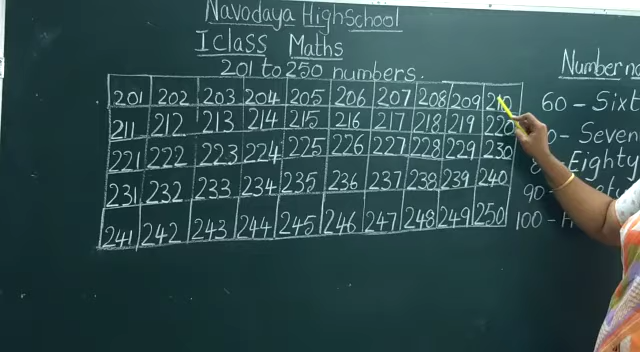 Navodaya HighSchool
I Class Maths
201 to 250 numbers.
201 202 203 204 205 206 207 208 209 210
211 212 213 214 215 216 217 218 219 220
221 222 223 224 225 226 227 228 229 230
231 232 233 234 235 236 237 238 239 240
241 242 243 244 245 246 247 248 249 250
Number
60 - Sixt
- Seven
Eighty
90 -
100 - H